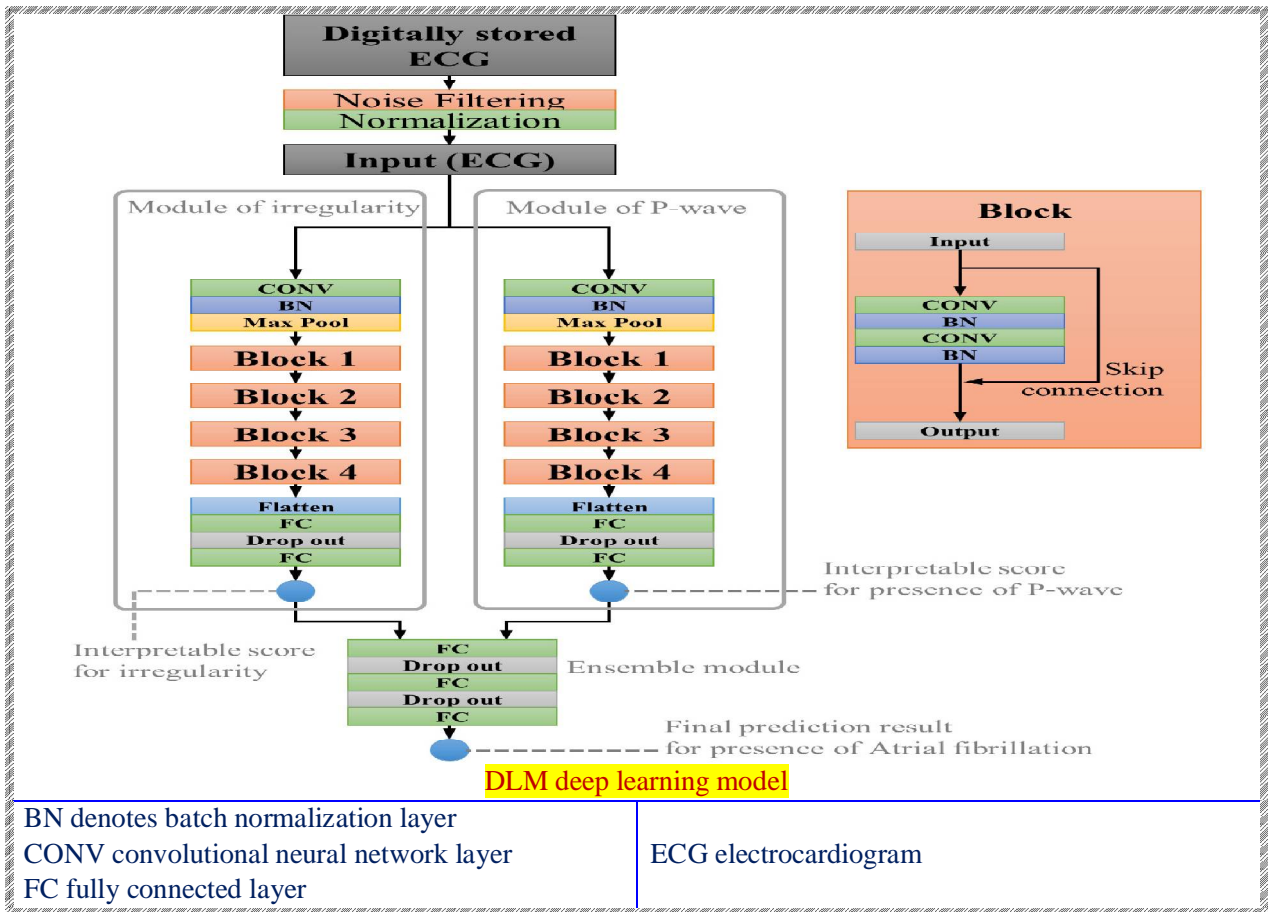 Digitally stored
ECG
Noise Filtering
Normalization
Input (ECG)
Module of irregularity
CONV
BN
Max Pool
Block 1
Block 2
Block 3
Block 4
Flatten
FC
Drop out
FC
Interpretable score
for irregularity
Module of P-wave
CONV
BN
Max Pool
Block 1
Block 2
Block 3
Block 4
Flatten
FC
Drop out
FC
Interpretable score
for presence of P-wave
Block
Input
CONV
BN
CONV
BN
Skip
connection
Output
FC
Drop out
FC
Drop out
FC
Ensemble module
Final prediction result
for presence of Atrial fibrillation
DLM deep learning model
BN denotes batch normalization layer
CONV convolutional neural network layer
FC fully connected layer
ECG electrocardiogram